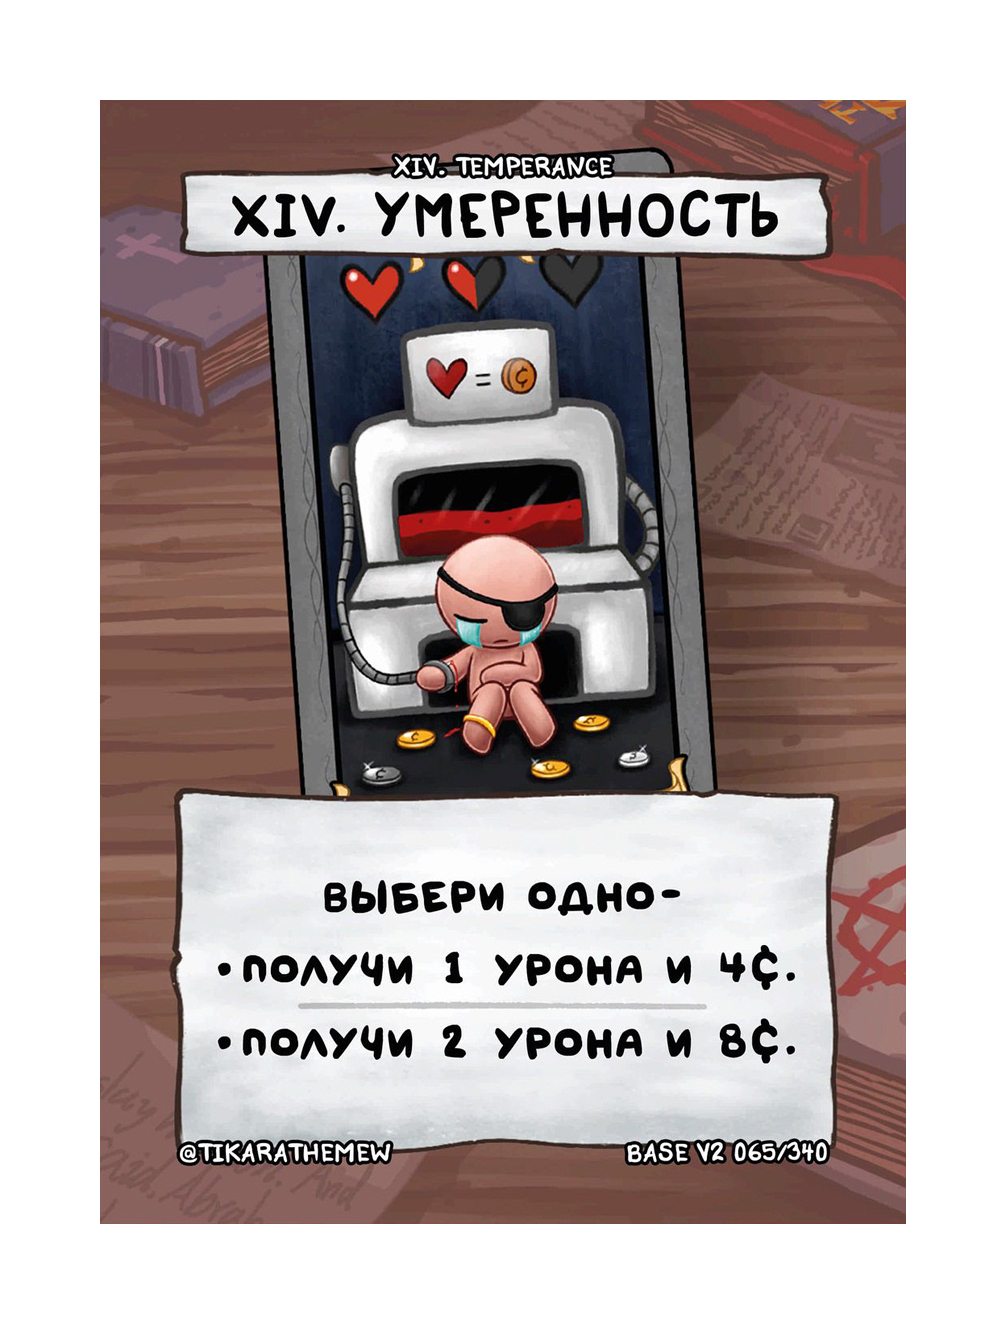 XIV. TEMPERANCE
XIV. УМЕРЕННОСТЬ
= ¢
ВЫБЕРИ ОДНО-
• ПОЛУЧИ 1 УРОНА И 4¢.
• ПОЛУЧИ 2 УРОНА И 8¢.
@TIKARATHEMEW
BASE V2 065/340